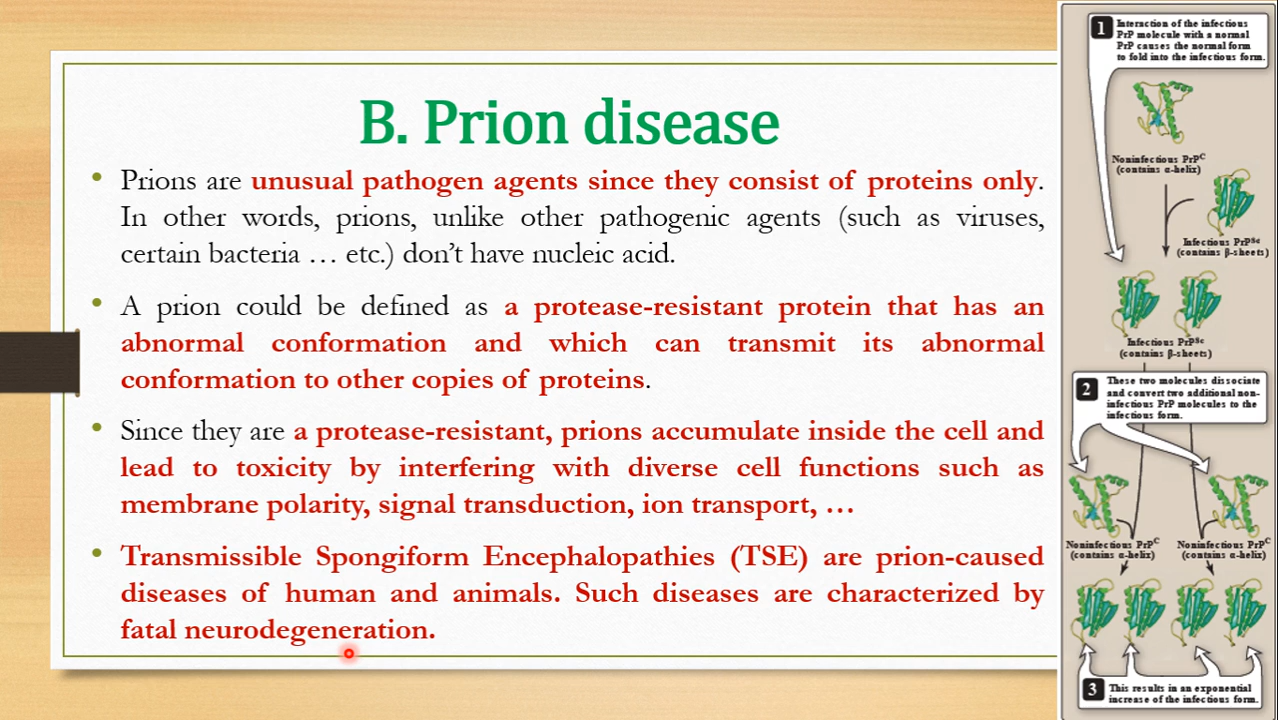 B. Prion disease
• Prions are unusual pathogen agents since they consist of proteins only.
In other words, prions, unlike other pathogenic agents (such as viruses,
certain bacteria … etc.) don’t have nucleic acid.
• A prion could be defined as a protease-resistant protein that has an
abnormal conformation and which can transmit its abnormal
conformation to other copies of proteins.
• Since they are a protease-resistant, prions accumulate inside the cell and
lead to toxicity by interfering with diverse cell functions such as
membrane polarity, signal transduction, ion transport, …
• Transmissible Spongiform Encephalopathies (TSE) are prion-caused
diseases of human and animals. Such diseases are characterized by
fatal neurodegeneration.
1
Interaction of the infectious
PrP molecule with a normal
PrP causes the normal form
to fold into the infectious form.
Noninfectious PrPC
(contains α-helix)
Infectious PrPSc
(contains β-sheets)
Infectious PrPSc
(contains β-sheets)
2
These two molecules dissociate
and convert two additional non-
infectious PrP molecules to the
infectious form.
Noninfectious PrPC
(contains α-helix)
Noninfectious PrPC
(contains α-helix)
3
This results in an exponential
increase of the infectious form.